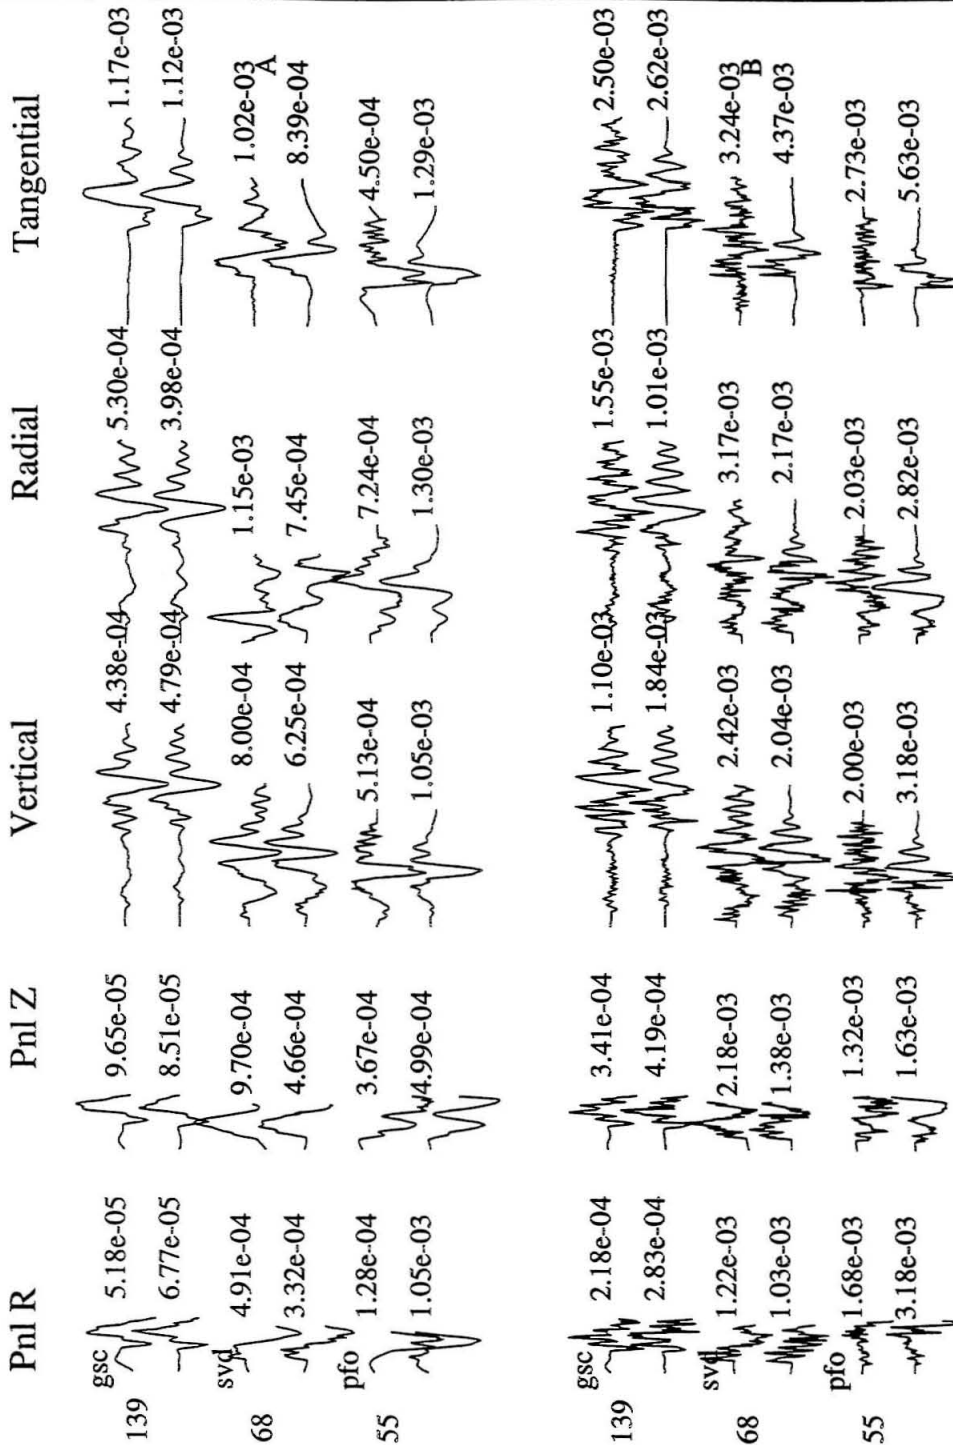 Pnl R Pnl Z Vertical Radial Tangential
gsc
139
5.18e-05 9.65e-05 4.38e-04 5.30e-04 1.17e-03
6.77e-05 8.51e-05 4.79e-04 3.98e-04 1.12e-03
svd
68
4.91e-04 9.70e-04 8.00e-04 1.15e-03 1.02e-03
A
3.32e-04 4.66e-04 6.25e-04 7.45e-04 8.39e-04
pfo
55
1.28e-04 3.67e-04 5.13e-04 7.24e-04 4.50e-04
1.05e-03 4.99e-04 1.05e-03 1.30e-03 1.29e-03
gsc
139
2.18e-04 3.41e-04 1.10e-03 1.55e-03 2.50e-03
2.83e-04 4.19e-04 1.84e-03 1.01e-03 2.62e-03
svd
68
1.22e-03 2.18e-03 2.42e-03 3.17e-03 3.24e-03
B
1.03e-03 1.38e-03 2.04e-03 2.17e-03 4.37e-03
pfo
55
1.68e-03 1.32e-03 2.00e-03 2.03e-03 2.73e-03
3.18e-03 1.63e-03 3.18e-03 2.82e-03 5.63e-03